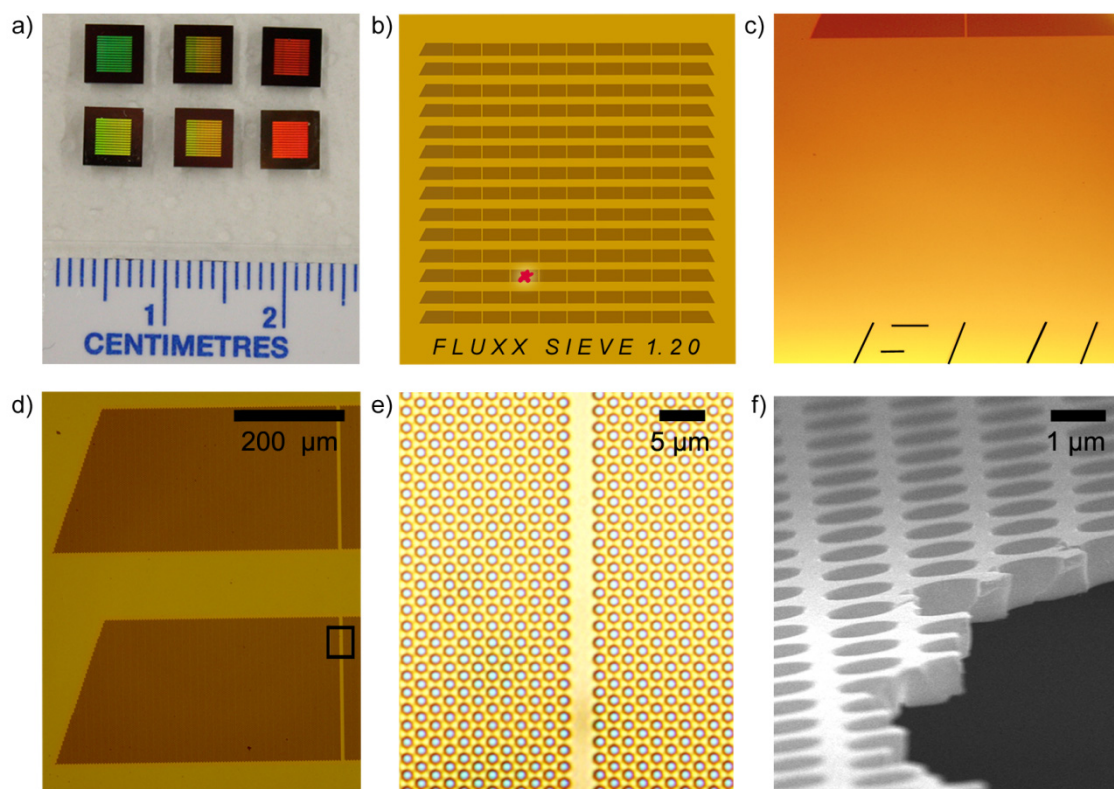 a)
b)
c)
1 2
CENTIMETRES
FLUXX SIEVE 1.20
d)
200 µm
e)
5 µm
f)
1 µm